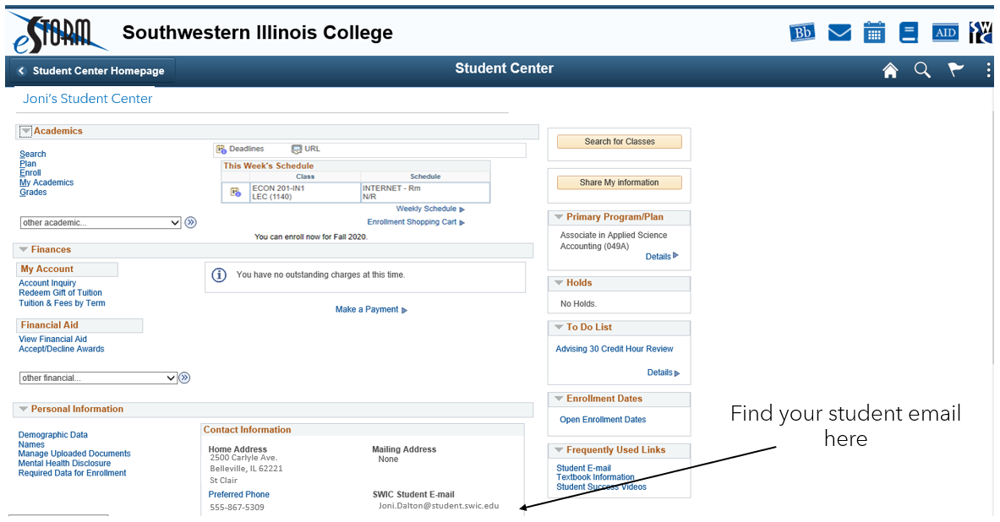 eSTORM
Southwestern Illinois College
Bb
AID
SW
IC
Student Center Homepage
Student Center
Joni's Student Center
Academics
Search
Plan
Enroll
My Academics
Grades
other academic...
Deadlines URL
This Week's Schedule
Class Schedule
ECON 201-IN1 INTERNET - Rm
LEC (1140) N/R
Weekly Schedule
Enrollment Shopping Cart
You can enroll now for Fall 2020.
Finances
My Account
Account Inquiry
Redeem Gift of Tuition
Tuition & Fees by Term
Financial Aid
View Financial Aid
Accept/Decline Awards
other financial...
You have no outstanding charges at this time.
Make a Payment
Personal Information
Demographic Data
Names
Manage Uploaded Documents
Mental Health Disclosure
Required Data for Enrollment
Contact Information
Home Address
2500 Carlyle Ave.
Belleville, IL 62221
St Clair
Mailing Address
None
Preferred Phone
555-867-5309
SWIC Student E-mail
Joni.Dalton@student.swic.edu
Search for Classes
Share My information
Primary Program/Plan
Associate in Applied Science
Accounting (049A)
Details
Holds
No Holds.
To Do List
Advising 30 Credit Hour Review
Details
Enrollment Dates
Open Enrollment Dates
Frequently Used Links
Student E-mail
Textbook Information
Student Success Videos
Find your student email
here